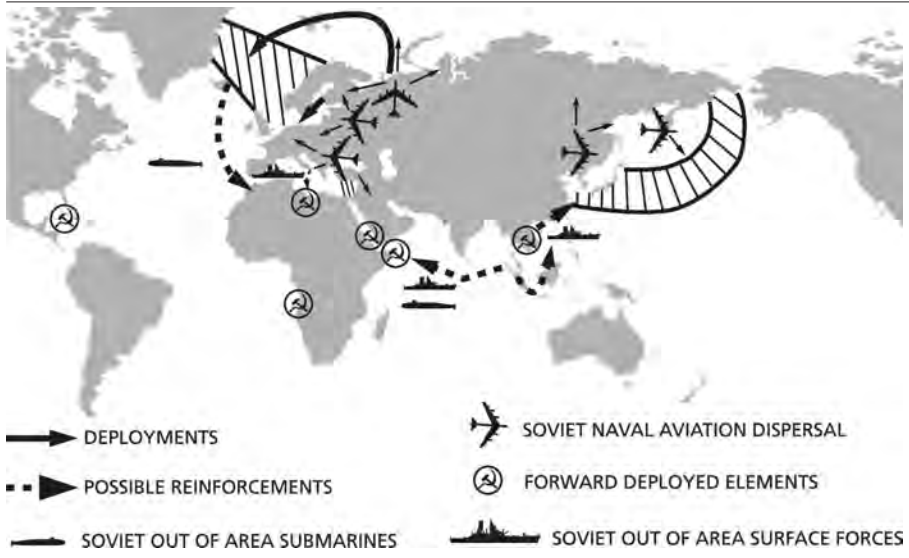 DEPLOYMENTS
SOVIET NAVAL AVIATION DISPERSAL
POSSIBLE REINFORCEMENTS
FORWARD DEPLOYED ELEMENTS
SOVIET OUT OF AREA SUBMARINES
SOVIET OUT OF AREA SURFACE FORCES